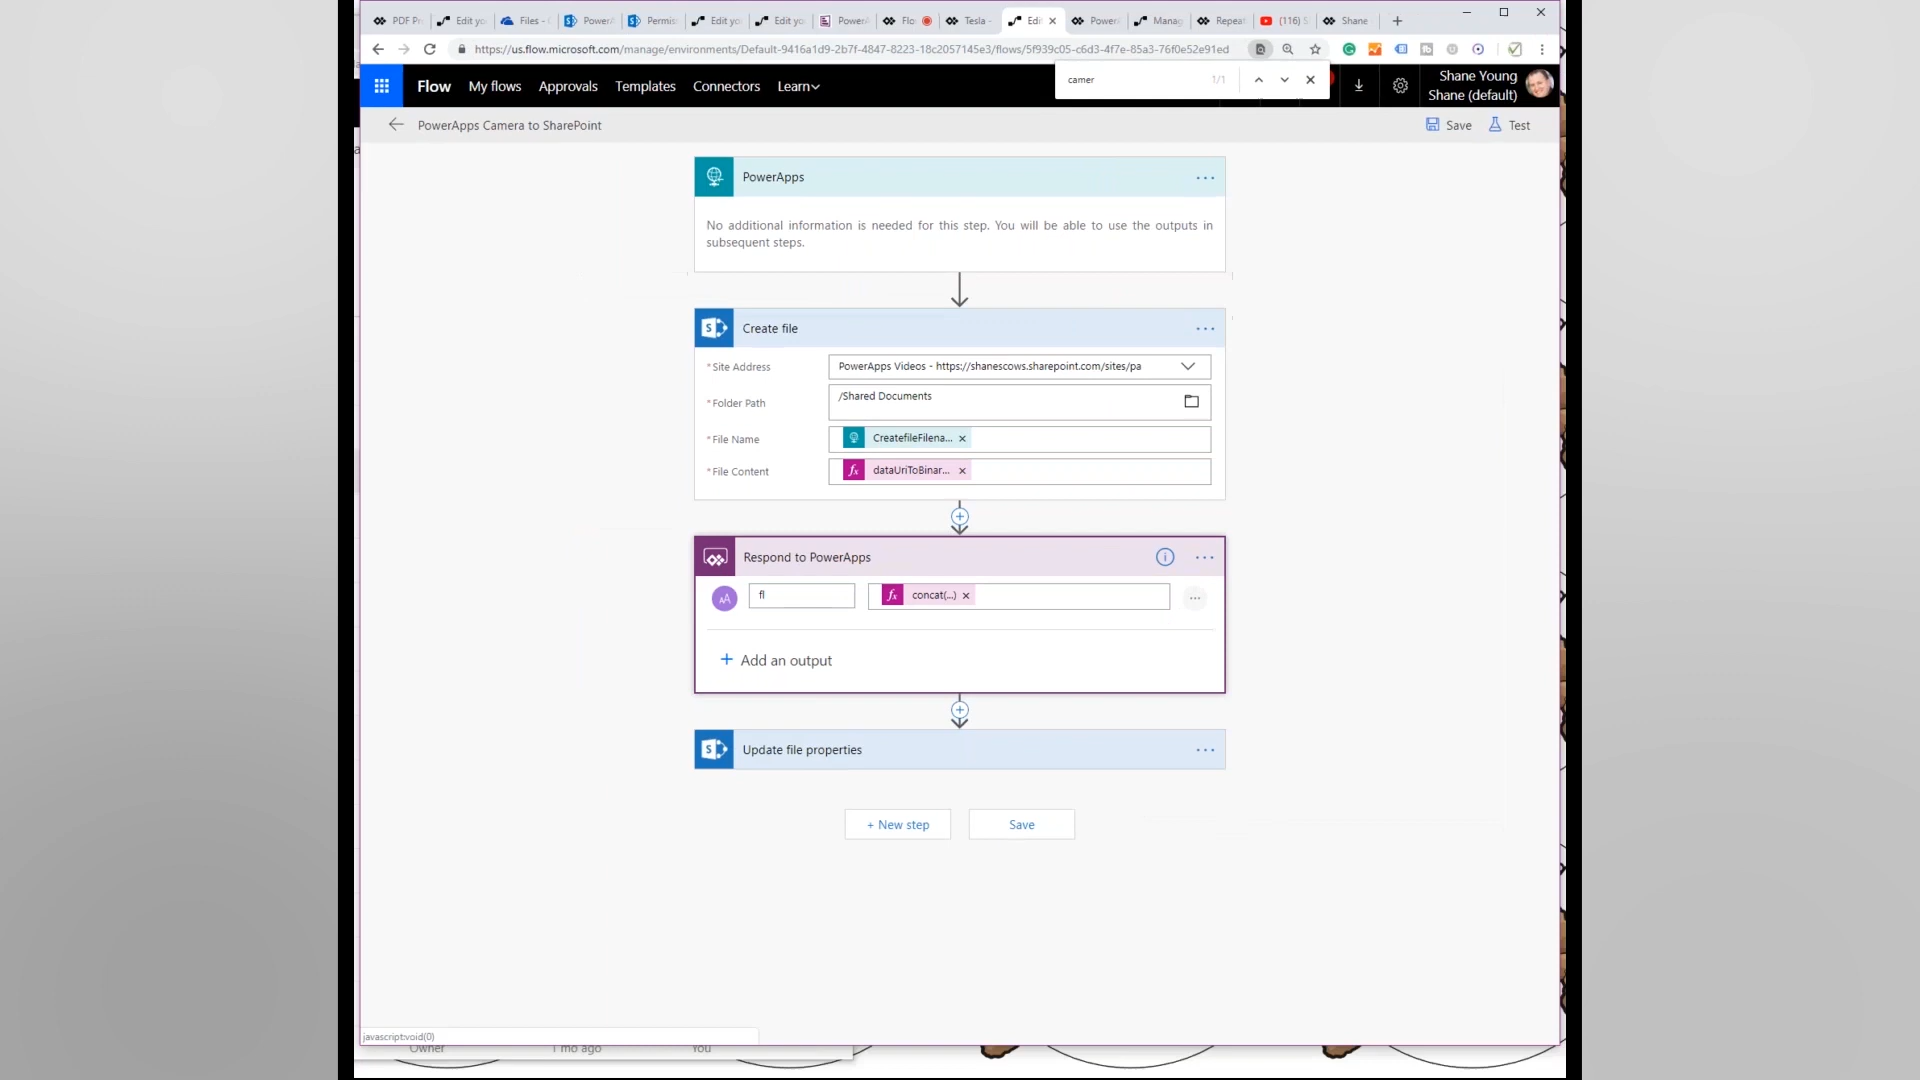 PDF Pr
Edit yo
Files -
Power
Permis
Edit yo
Edit yo
Power
Flo
Tesla -
Edi
Power
Manag
Repeat
(116) S
Shane
https://us.flow.microsoft.com/manage/environments/Default-9416a1d9-2b7f-4847-8223-18c2057145e3/flows/5f939c05-c6d3-4f7e-85a3-76f0e52e91ed
camer 1/1
Flow My flows Approvals Templates Connectors Learn
Shane Young
Shane (default)
PowerApps Camera to SharePoint
Save Test
PowerApps
No additional information is needed for this step. You will be able to use the outputs in
subsequent steps.
Create file
* Site Address PowerApps Videos - https://shanescows.sharepoint.com/sites/pa
* Folder Path /Shared Documents
* File Name CreatefileFilena...
* File Content fx dataUriToBinar...
Respond to PowerApps
AA fl fx concat(...)
+ Add an output
Update file properties
+ New step Save
javascript:void(0)
Owner 1 mo ago You